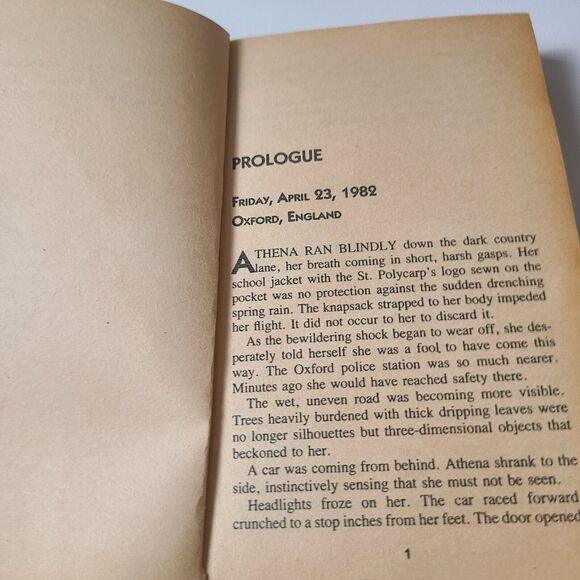 PROLOGUE
FRIDAY, APRIL 23, 1982
OXFORD, ENGLAND
ATHENA RAN BLINDLY down the dark country
lane, her breath coming in short, harsh gasps. Her
school jacket with the St. Polycarp's logo sewn on the
pocket was no protection against the sudden drenching
spring rain. The knapsack strapped to her body impeded
her flight. It did not occur to her to discard it.
As the bewildering shock began to wear off, she des-
perately told herself she was a fool to have come this
way. The Oxford police station was so much nearer.
Minutes ago she would have reached safety there.
The wet, uneven road was becoming more visible.
Trees heavily burdened with thick dripping leaves were
no longer silhouettes but three-dimensional objects that
beckoned to her.
A car was coming from behind. Athena shrank to the
side, instinctively sensing that she must not be seen.
Headlights froze on her. The car raced forward
crunched to a stop inches from her feet. The door opened
1